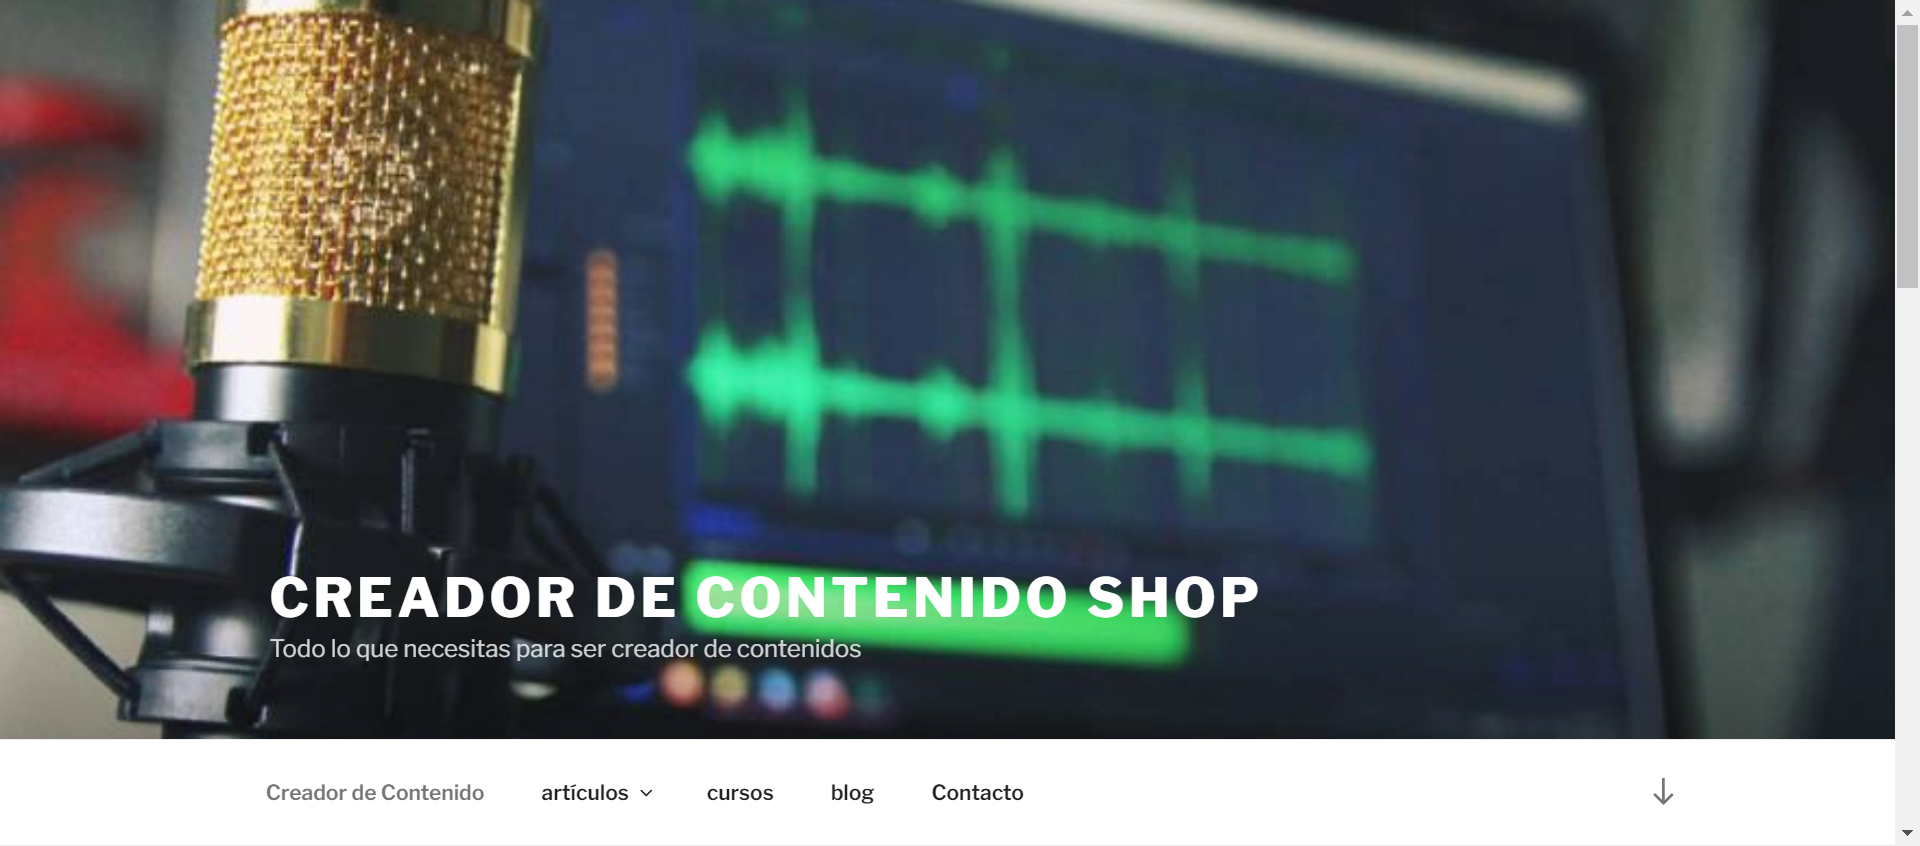 CREADOR DE CONTENIDO SHOP
Todo lo que necesitas para ser creador de contenidos
Creador de Contenido artículos cursos blog Contacto